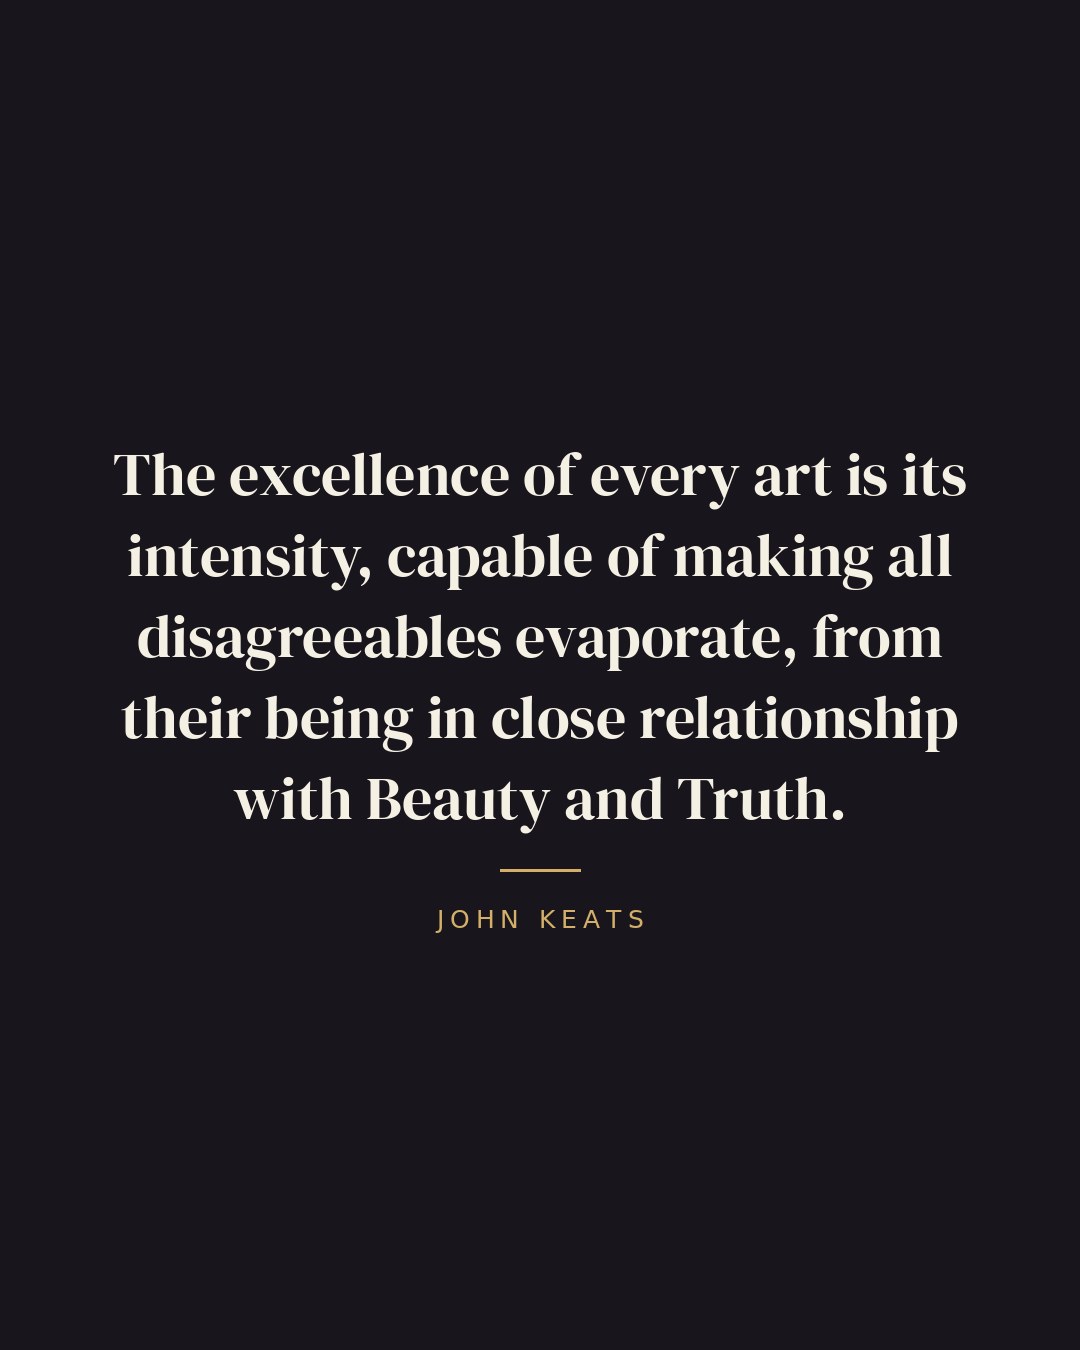 The excellence of every art is its
intensity, capable of making all
disagreeables evaporate, from
their being in close relationship
with Beauty and Truth.
JOHN KEATS